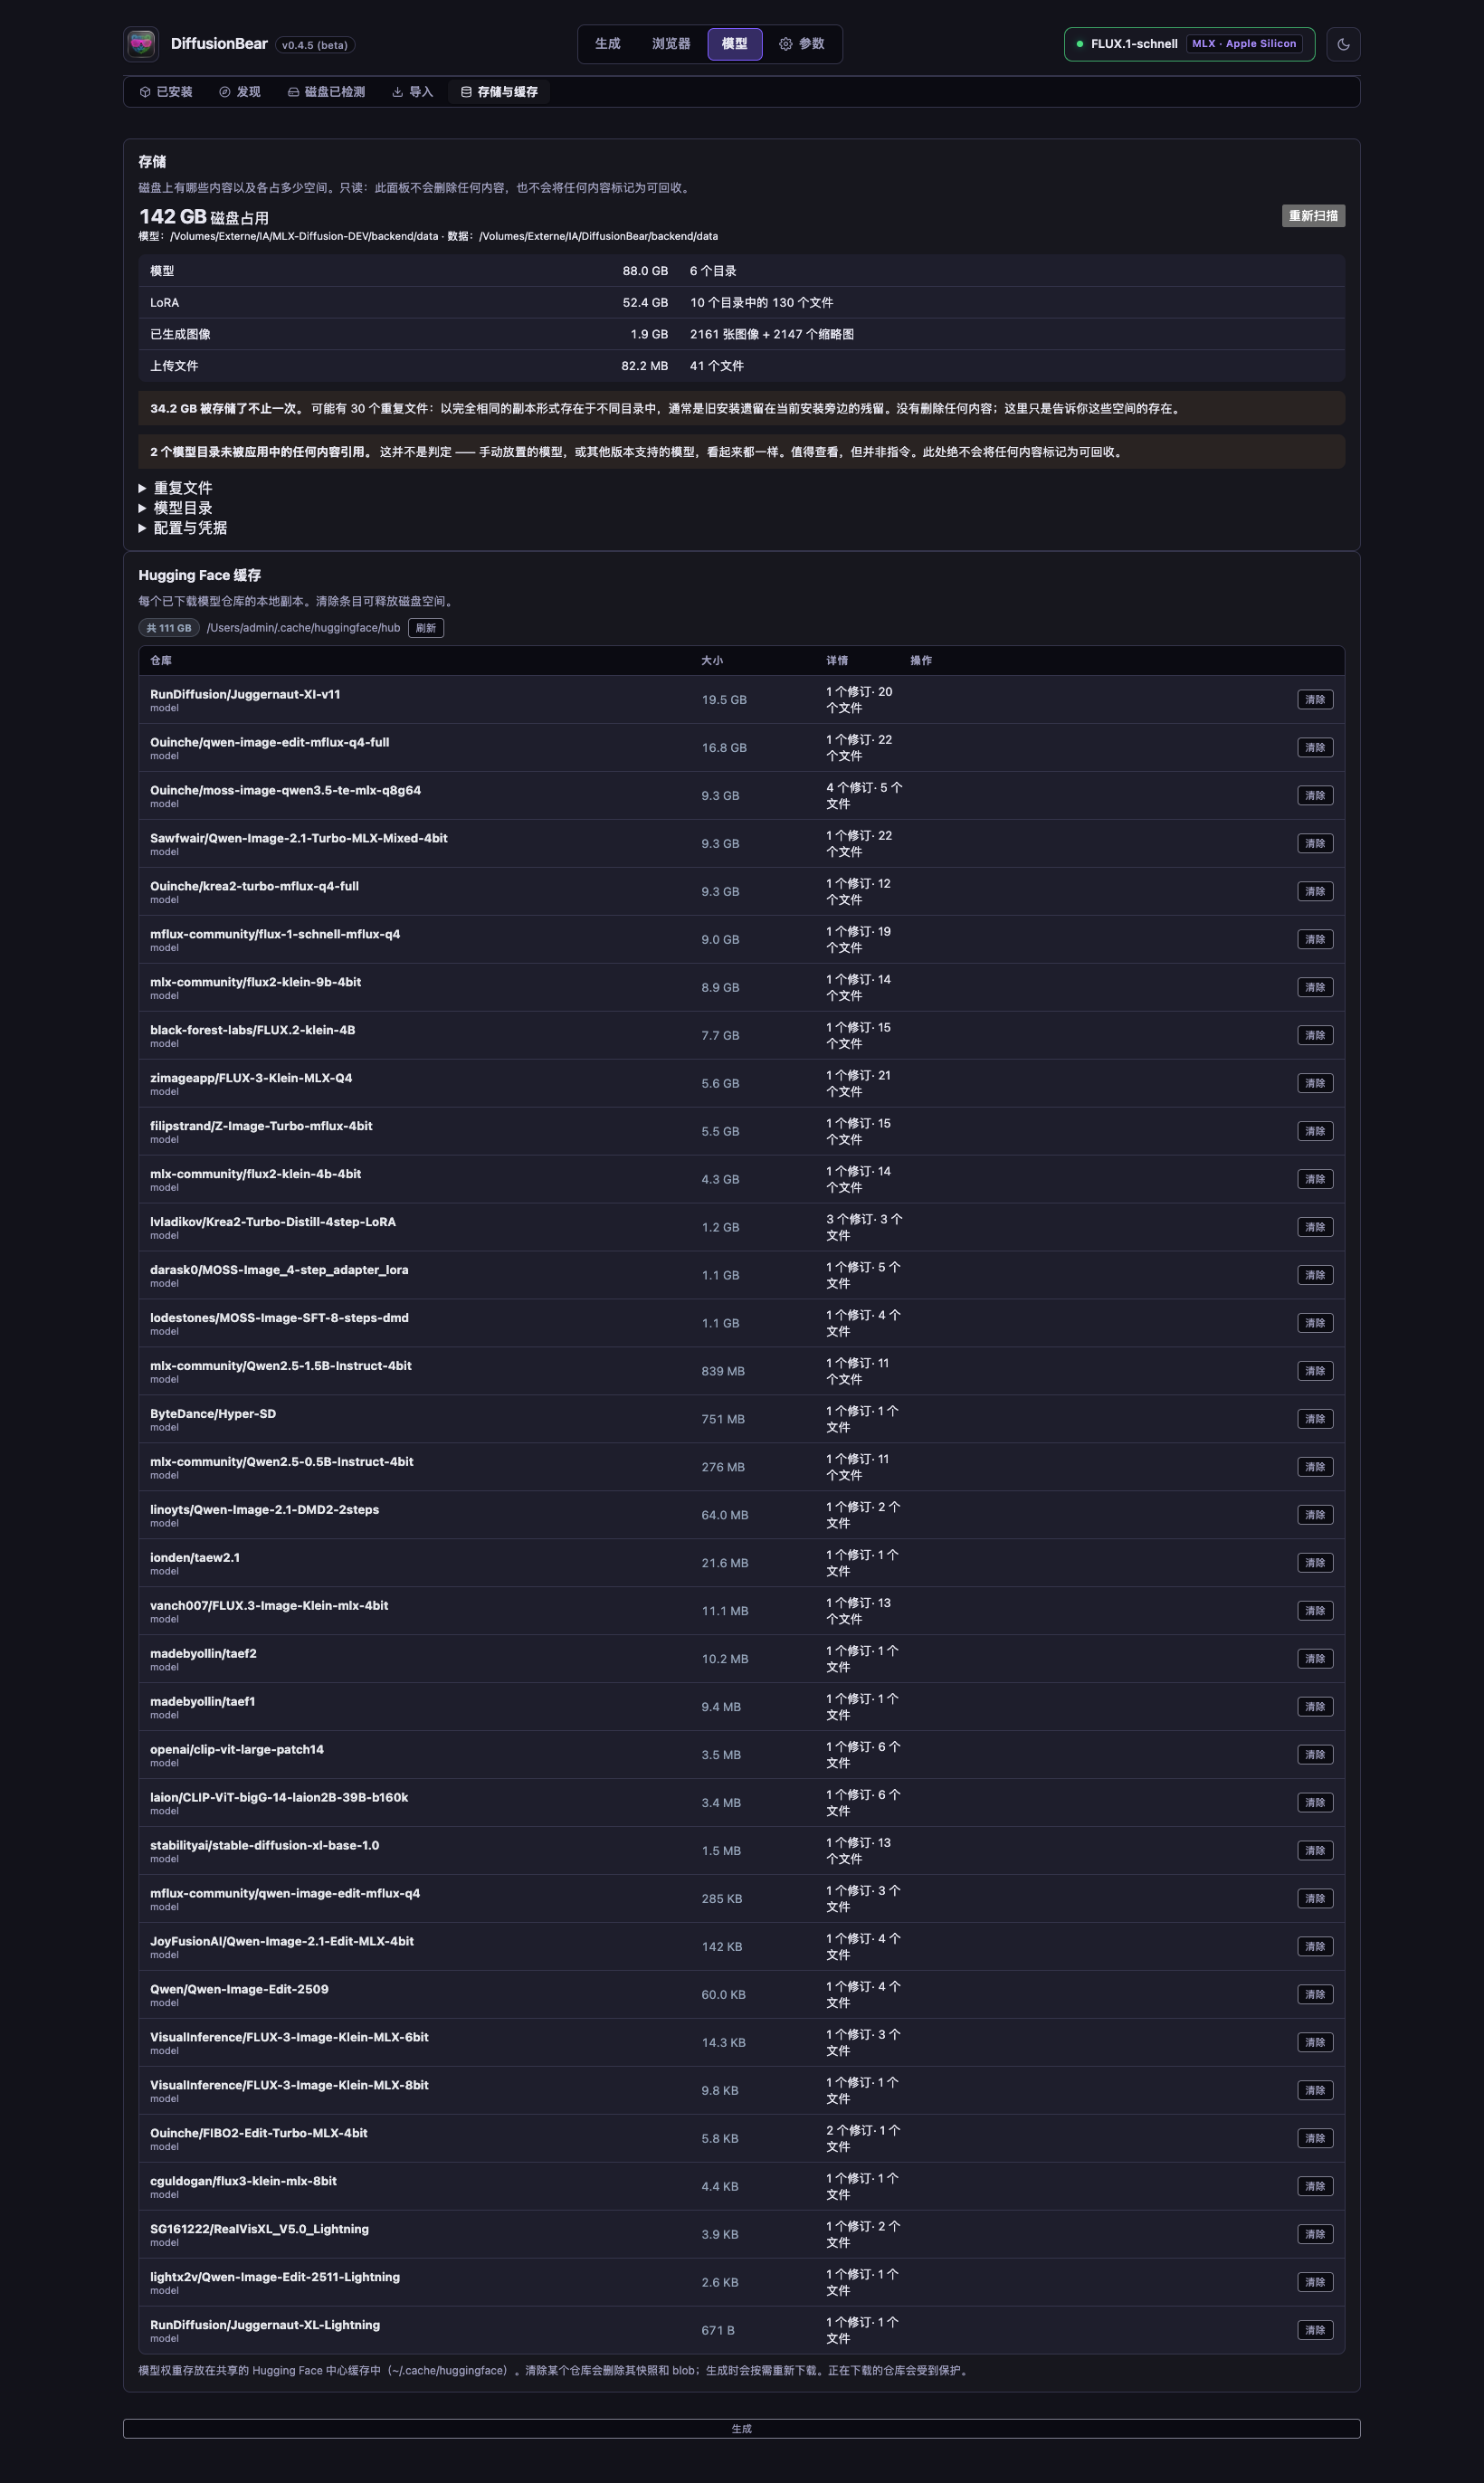 DiffusionBear v0.4.5 (beta)
生成 浏览器 模型 参数
FLUX.1-schnell MLX · Apple Silicon
已安装 发现 磁盘已检测 导入 存储与缓存
存储
磁盘上有哪些内容以及各占多少空间。只读：此面板不会删除任何内容，也不会将任何内容标记为可回收。
142 GB 磁盘占用
重新扫描
模型：/Volumes/Externe/IA/MLX-Diffusion-DEV/backend/data · 数据：/Volumes/Externe/IA/DiffusionBear/backend/data
模型 88.0 GB 6 个目录
LoRA 52.4 GB 10 个目录中的 130 个文件
已生成图像 1.9 GB 2161 张图像 + 2147 个缩略图
上传文件 82.2 MB 41 个文件
34.2 GB 被存储了不止一次。 可能有 30 个重复文件：以完全相同的副本形式存在于不同目录中，通常是旧安装遗留在当前安装旁边的残留。没有删除任何内容；这里只是告诉你这些空间的存在。
2 个模型目录未被应用中的任何内容引用。 这并不是判定 —— 手动放置的模型，或其他版本支持的模型，看起来都一样。值得查看，但并非指令。此处绝不会将任何内容标记为可回收。
重复文件
模型目录
配置与凭据
Hugging Face 缓存
每个已下载模型仓库的本地副本。清除条目可释放磁盘空间。
共 111 GB /Users/admin/.cache/huggingface/hub 刷新
仓库 大小 详情 操作
RunDiffusion/Juggernaut-XI-v11
model
19.5 GB
1 个修订· 20
个文件
清除
Ouinche/qwen-image-edit-mflux-q4-full
model
16.8 GB
1 个修订· 22
个文件
清除
Ouinche/moss-image-qwen3.5-te-mlx-q8g64
model
9.3 GB
4 个修订· 5 个
文件
清除
Sawfwair/Qwen-Image-2.1-Turbo-MLX-Mixed-4bit
model
9.3 GB
1 个修订· 22
个文件
清除
Ouinche/krea2-turbo-mflux-q4-full
model
9.3 GB
1 个修订· 12
个文件
清除
mflux-community/flux-1-schnell-mflux-q4
model
9.0 GB
1 个修订· 19
个文件
清除
mlx-community/flux2-klein-9b-4bit
model
8.9 GB
1 个修订· 14
个文件
清除
black-forest-labs/FLUX.2-klein-4B
model
7.7 GB
1 个修订· 15
个文件
清除
zimageapp/FLUX-3-Klein-MLX-Q4
model
5.6 GB
1 个修订· 21
个文件
清除
filipstrand/Z-Image-Turbo-mflux-4bit
model
5.5 GB
1 个修订· 15
个文件
清除
mlx-community/flux2-klein-4b-4bit
model
4.3 GB
1 个修订· 14
个文件
清除
lvladikov/Krea2-Turbo-Distill-4step-LoRA
model
1.2 GB
3 个修订· 3 个
文件
清除
darask0/MOSS-Image_4-step_adapter_lora
model
1.1 GB
1 个修订· 5 个
文件
清除
lodestones/MOSS-Image-SFT-8-steps-dmd
model
1.1 GB
1 个修订· 4 个
文件
清除
mlx-community/Qwen2.5-1.5B-Instruct-4bit
model
839 MB
1 个修订· 11
个文件
清除
ByteDance/Hyper-SD
model
751 MB
1 个修订· 1 个
文件
清除
mlx-community/Qwen2.5-0.5B-Instruct-4bit
model
276 MB
1 个修订· 11
个文件
清除
linoyts/Qwen-Image-2.1-DMD2-2steps
model
64.0 MB
1 个修订· 2 个
文件
清除
ionden/taew2.1
model
21.6 MB
1 个修订· 1 个
文件
清除
vanch007/FLUX.3-Image-Klein-mlx-4bit
model
11.1 MB
1 个修订· 13
个文件
清除
madebyollin/taef2
model
10.2 MB
1 个修订· 1 个
文件
清除
madebyollin/taef1
model
9.4 MB
1 个修订· 1 个
文件
清除
openai/clip-vit-large-patch14
model
3.5 MB
1 个修订· 6 个
文件
清除
laion/CLIP-ViT-bigG-14-laion2B-39B-b160k
model
3.4 MB
1 个修订· 6 个
文件
清除
stabilityai/stable-diffusion-xl-base-1.0
model
1.5 MB
1 个修订· 13
个文件
清除
mflux-community/qwen-image-edit-mflux-q4
model
285 KB
1 个修订· 3 个
文件
清除
JoyFusionAI/Qwen-Image-2.1-Edit-MLX-4bit
model
142 KB
1 个修订· 4 个
文件
清除
Qwen/Qwen-Image-Edit-2509
model
60.0 KB
1 个修订· 4 个
文件
清除
VisualInference/FLUX-3-Image-Klein-MLX-6bit
model
14.3 KB
1 个修订· 3 个
文件
清除
VisualInference/FLUX-3-Image-Klein-MLX-8bit
model
9.8 KB
1 个修订· 1 个
文件
清除
Ouinche/FIBO2-Edit-Turbo-MLX-4bit
model
5.8 KB
2 个修订· 1 个
文件
清除
cguldogan/flux3-klein-mlx-8bit
model
4.4 KB
1 个修订· 1 个
文件
清除
SG161222/RealVisXL_V5.0_Lightning
model
3.9 KB
1 个修订· 2 个
文件
清除
lightx2v/Qwen-Image-Edit-2511-Lightning
model
2.6 KB
1 个修订· 1 个
文件
清除
RunDiffusion/Juggernaut-XL-Lightning
model
671 B
1 个修订· 1 个
文件
清除
模型权重存放在共享的 Hugging Face 中心缓存中（~/.cache/huggingface）。清除某个仓库会删除其快照和 blob；生成时会按需重新下载。正在下载的仓库会受到保护。
生成